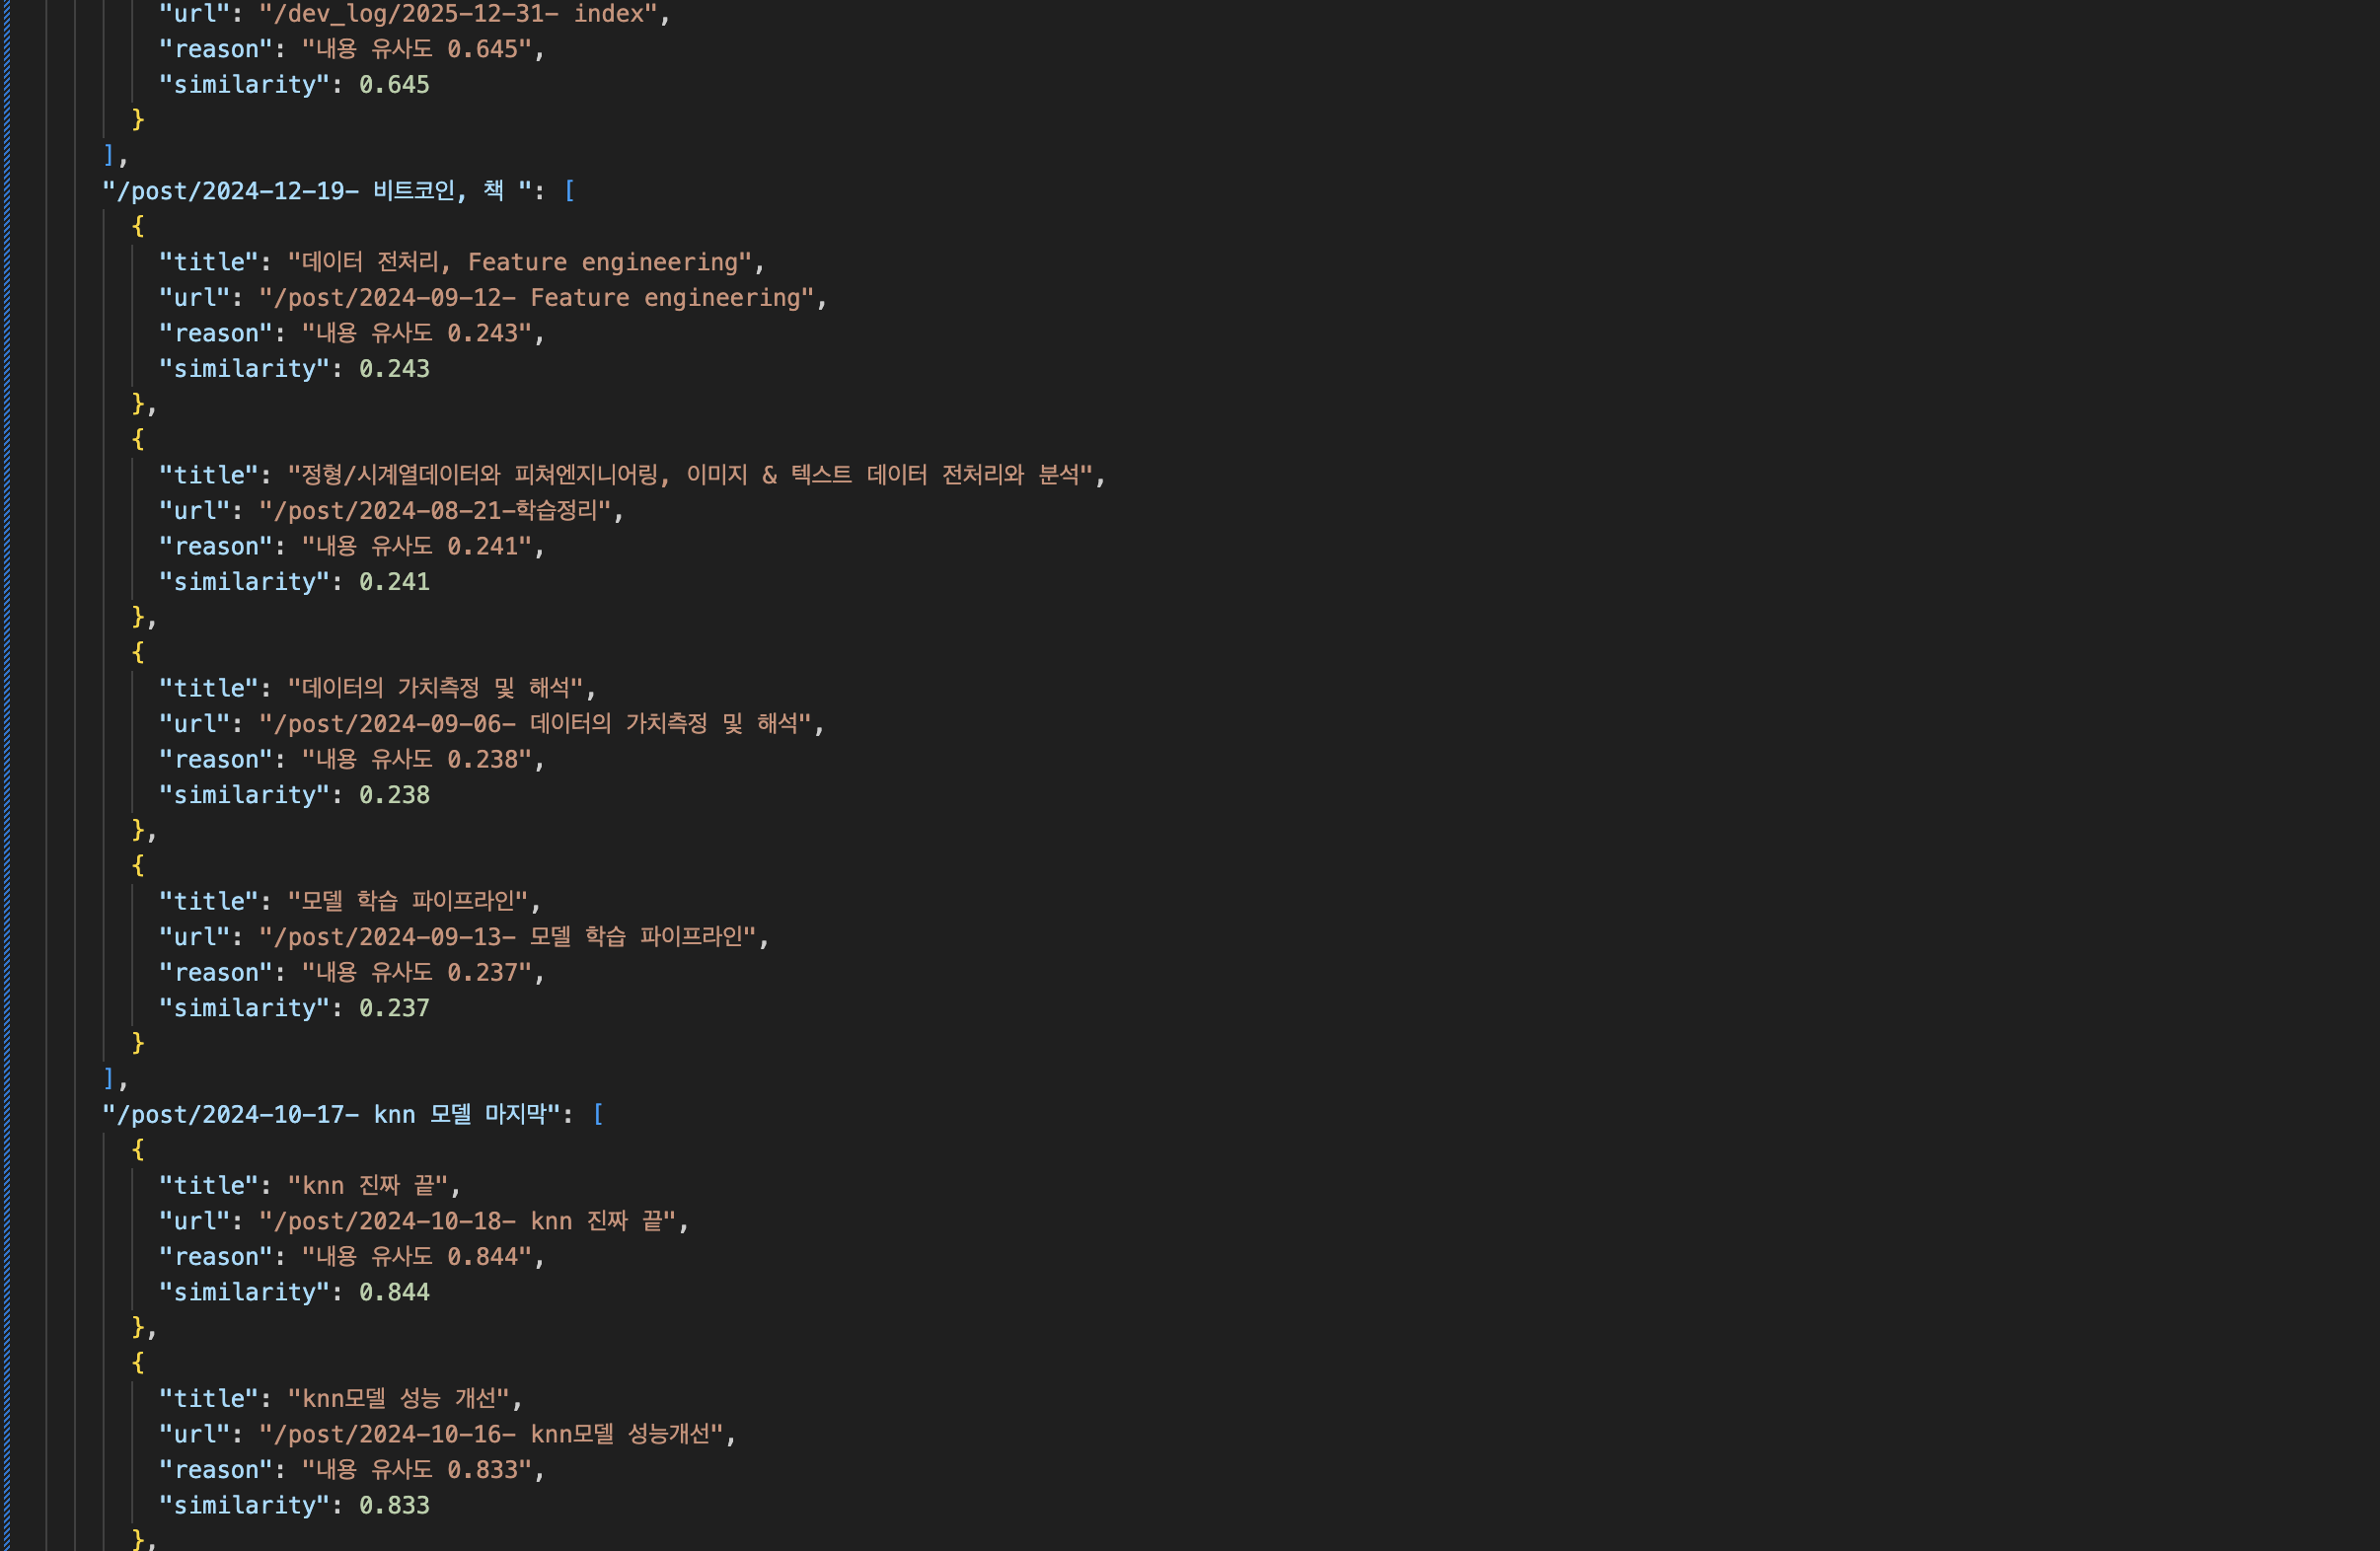 "url": "/dev_log/2025-12-31- index",
"reason": "내용 유사도 0.645",
"similarity": 0.645
}
],
"/post/2024-12-19- 비트코인, 책 ": [
{
"title": "데이터 전처리, Feature engineering",
"url": "/post/2024-09-12- Feature engineering",
"reason": "내용 유사도 0.243",
"similarity": 0.243
},
{
"title": "정형/시계열데이터와 피쳐엔지니어링, 이미지 & 텍스트 데이터 전처리와 분석",
"url": "/post/2024-08-21-학습정리",
"reason": "내용 유사도 0.241",
"similarity": 0.241
},
{
"title": "데이터의 가치측정 및 해석",
"url": "/post/2024-09-06- 데이터의 가치측정 및 해석",
"reason": "내용 유사도 0.238",
"similarity": 0.238
},
{
"title": "모델 학습 파이프라인",
"url": "/post/2024-09-13- 모델 학습 파이프라인",
"reason": "내용 유사도 0.237",
"similarity": 0.237
}
],
"/post/2024-10-17- knn 모델 마지막": [
{
"title": "knn 진짜 끝",
"url": "/post/2024-10-18- knn 진짜 끝",
"reason": "내용 유사도 0.844",
"similarity": 0.844
},
{
"title": "knn모델 성능 개선",
"url": "/post/2024-10-16- knn모델 성능개선",
"reason": "내용 유사도 0.833",
"similarity": 0.833
},